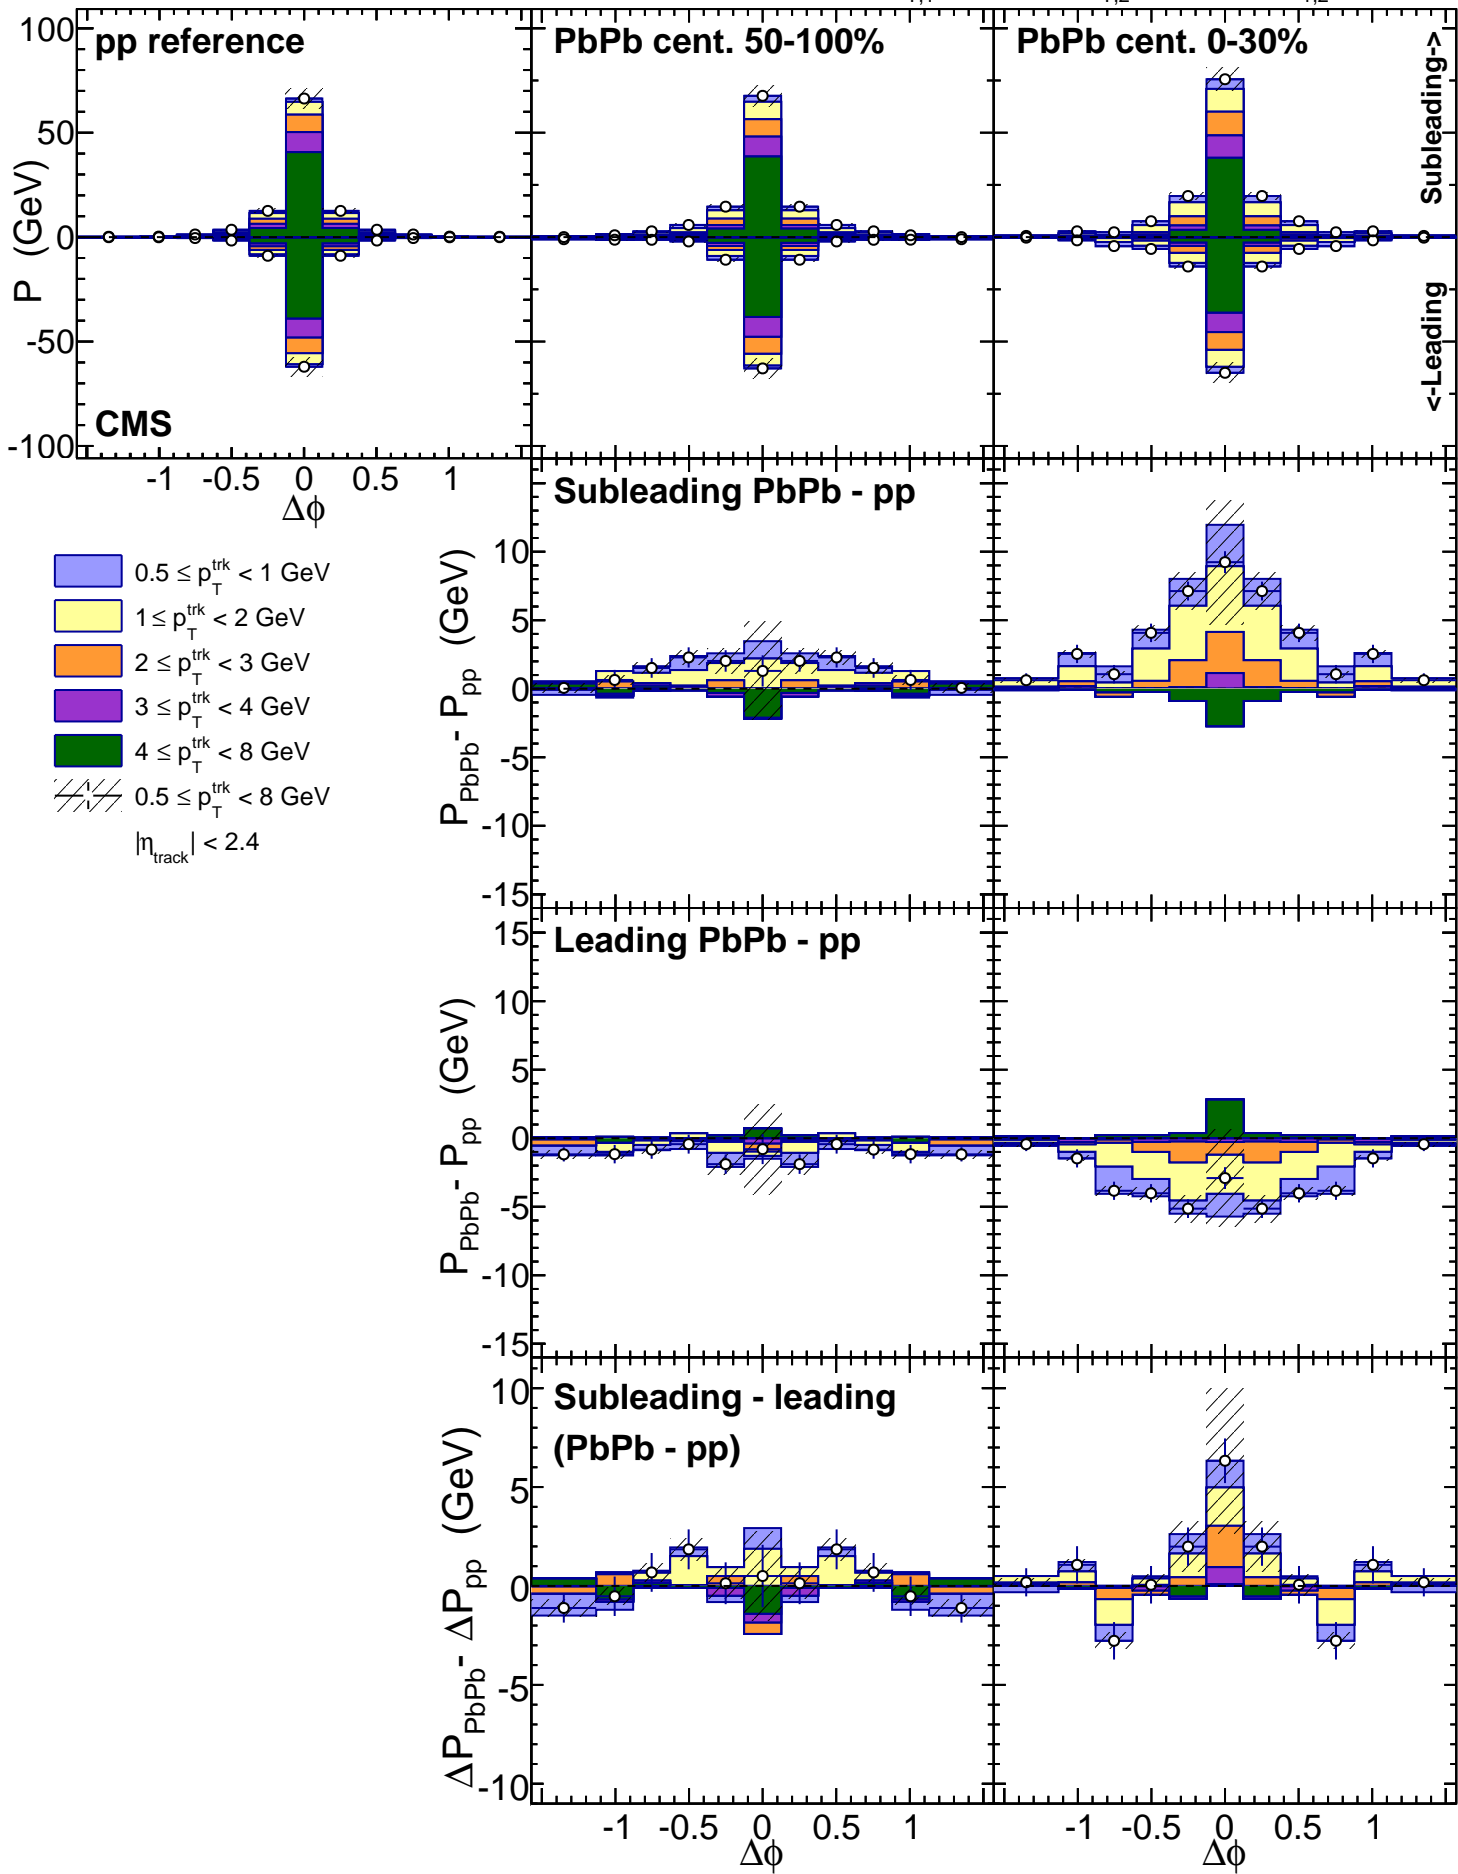 pp reference
PbPb cent. 50-100%
PbPb cent. 0-30%
Subleading->
<-Leading
P (GeV)
100
50
0
-50
-100
CMS
-1 -0.5 0 0.5 1
Δϕ
0.5 ≤ p_T^trk < 1 GeV
1 ≤ p_T^trk < 2 GeV
2 ≤ p_T^trk < 3 GeV
3 ≤ p_T^trk < 4 GeV
4 ≤ p_T^trk < 8 GeV
0.5 ≤ p_T^trk < 8 GeV
|η_track| < 2.4
Subleading PbPb - pp
P_PbPb - P_pp (GeV)
10
5
0
-5
-10
-15
Leading PbPb - pp
P_PbPb - P_pp (GeV)
15
10
5
0
-5
-10
-15
Subleading - leading
(PbPb - pp)
ΔP_PbPb - ΔP_pp (GeV)
10
5
0
-5
-10
-1 -0.5 0 0.5 1
Δϕ
-1 -0.5 0 0.5 1
Δϕ